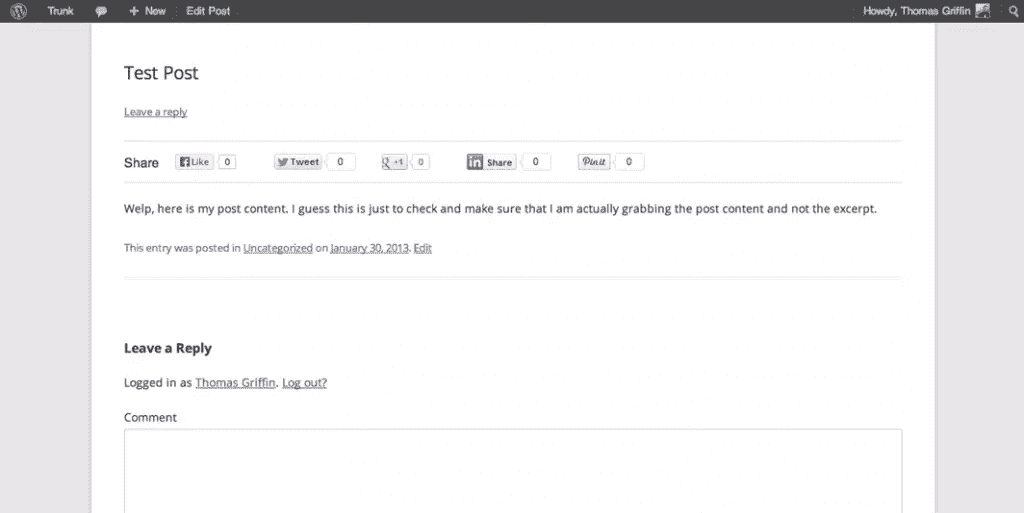 Trunk + New Edit Post Howdy, Thomas Griffin
Test Post
Leave a reply
Share Like 0 Tweet 0 g +1 0 in Share 0 Pinit 0
Welp, here is my post content. I guess this is just to check and make sure that I am actually grabbing the post content and not the excerpt.
This entry was posted in Uncategorized on January 30, 2013. Edit
Leave a Reply
Logged in as Thomas Griffin. Log out?
Comment